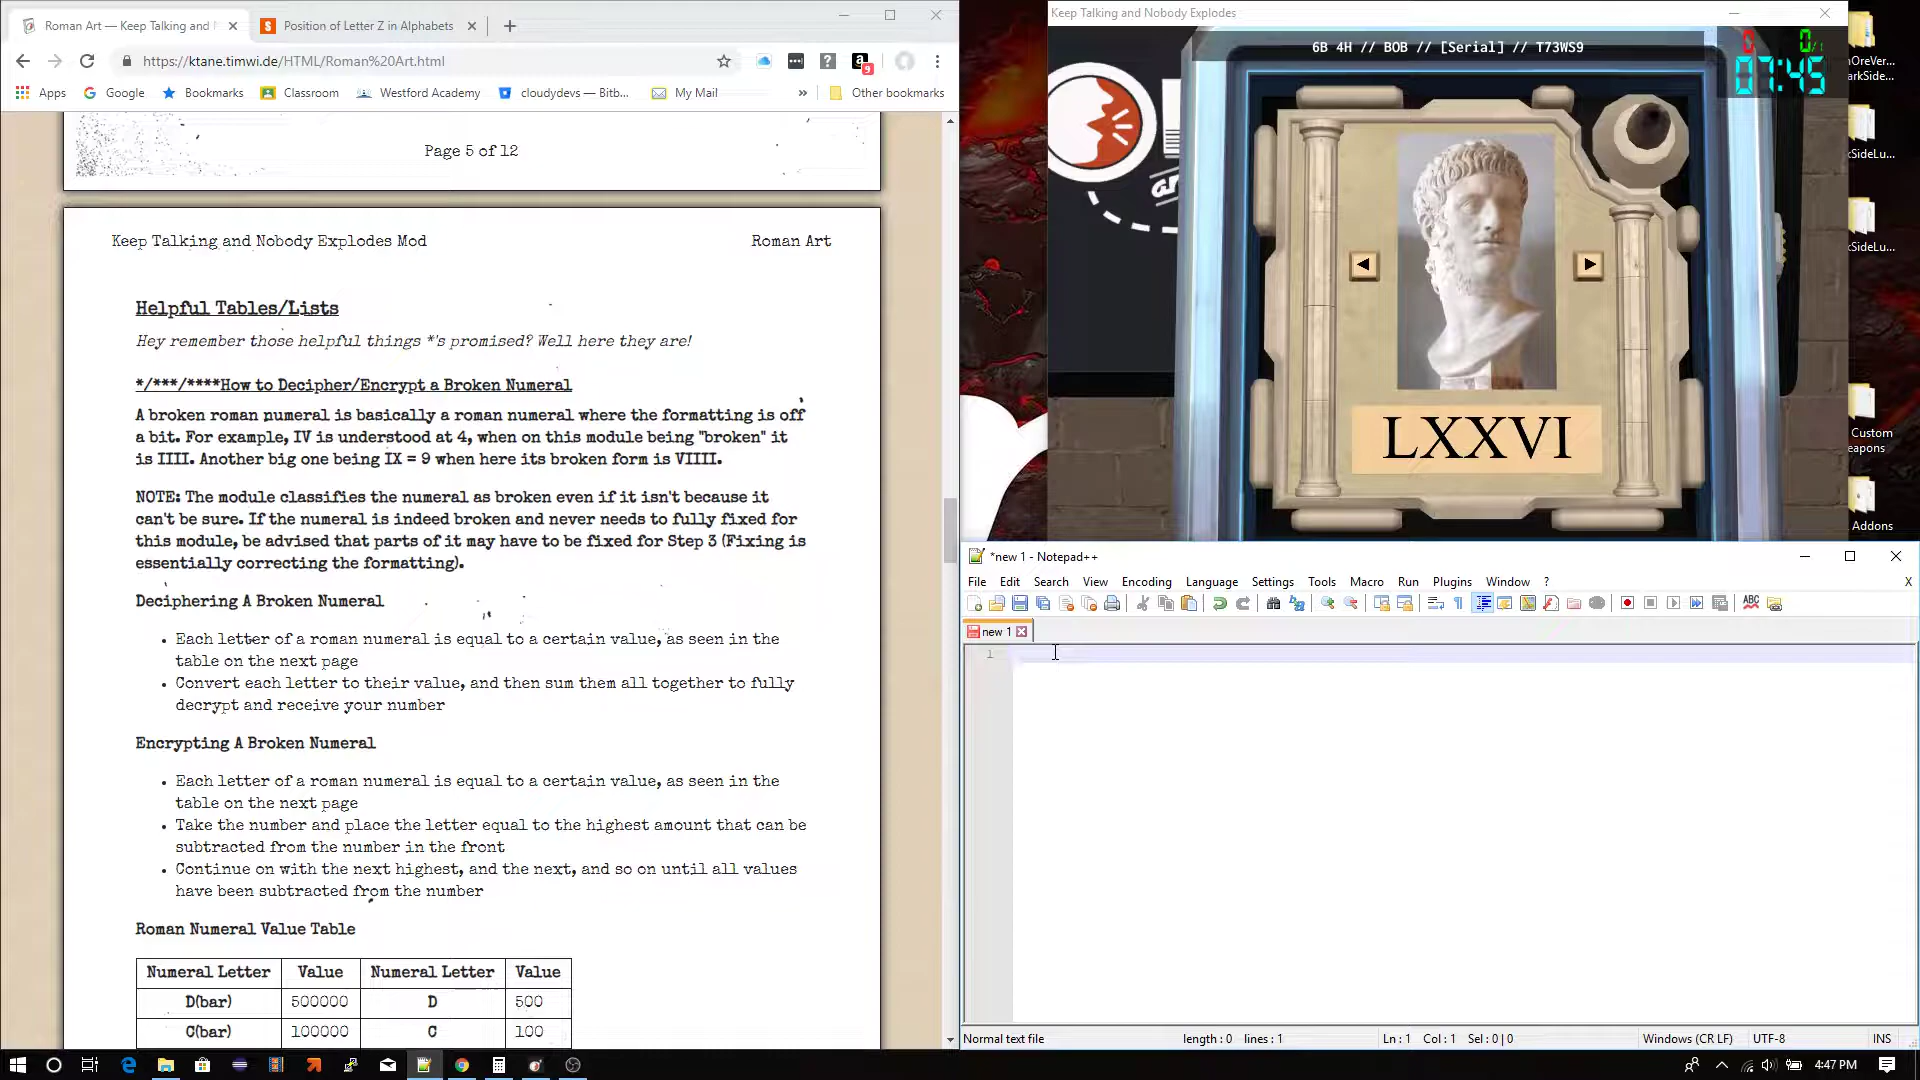 Roman Art — Keep Talking and
Position of Letter Z in Alphabets
https://ktane.timwi.de/HTML/Roman%20Art.html
9
Apps
Google
Bookmarks
Classroom
Westford Academy
cloudydevs — Bitb...
My Mail
»
Other bookmarks
Page 5 of 12
Keep Talking and Nobody Explodes Mod
Roman Art
Helpful Tables/Lists
Hey remember those helpful things *'s promised? Well here they are!
*/***/****How to Decipher/Encrypt a Broken Numeral
A broken roman numeral is basically a roman numeral where the formatting is off
a bit. For example, IV is understood at 4, when on this module being "broken" it
is IIII. Another big one being IX = 9 when here its broken form is VIIII.
NOTE: The module classifies the numeral as broken even if it isn't because it
can't be sure. If the numeral is indeed broken and never needs to fully fixed for
this module, be advised that parts of it may have to be fixed for Step 3 (Fixing is
essentially correcting the formatting).
Deciphering A Broken Numeral
• Each letter of a roman numeral is equal to a certain value, as seen in the
table on the next page
• Convert each letter to their value, and then sum them all together to fully
decrypt and receive your number
Encrypting A Broken Numeral
• Each letter of a roman numeral is equal to a certain value, as seen in the
table on the next page
• Take the number and place the letter equal to the highest amount that can be
subtracted from the number in the front
• Continue on with the next highest, and the next, and so on until all values
have been subtracted from the number
Roman Numeral Value Table
Numeral Letter Value Numeral Letter Value
D(bar) 500000 D 500
C(bar) 100000 C 100
Keep Talking and Nobody Explodes
6B 4H // BOB // [Serial] // T73WS9
0 0/1
07:45
LXXVI
nOreVer...
arkSide...
kSideLu...
kSideLu...
Custom
eapons
Addons
*new 1 - Notepad++
File Edit Search View Encoding Language Settings Tools Macro Run Plugins Window ? X
new 1
1
Normal text file
length : 0 lines : 1
Ln : 1 Col : 1 Sel : 0 | 0
Windows (CR LF)
UTF-8
INS
4:47 PM